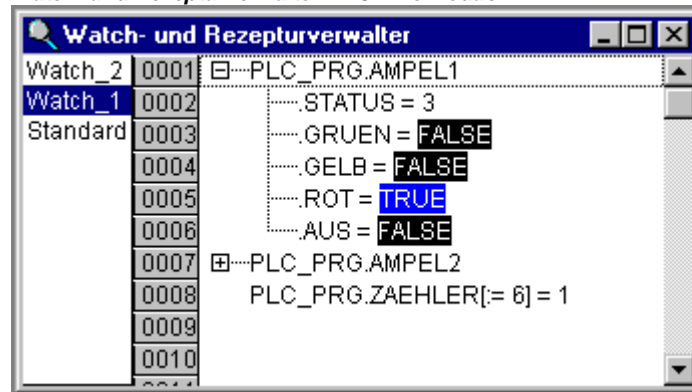 Watch- und Rezepturverwalter
Watch_2
Watch_1
Standard
0001 PLC_PRG.AMPEL1
0002 .STATUS = 3
0003 .GRUEN = FALSE
0004 .GELB = FALSE
0005 .ROT = TRUE
0006 .AUS = FALSE
0007 PLC_PRG.AMPEL2
0008 PLC_PRG.ZAEHLER[:= 6] = 1
0009
0010